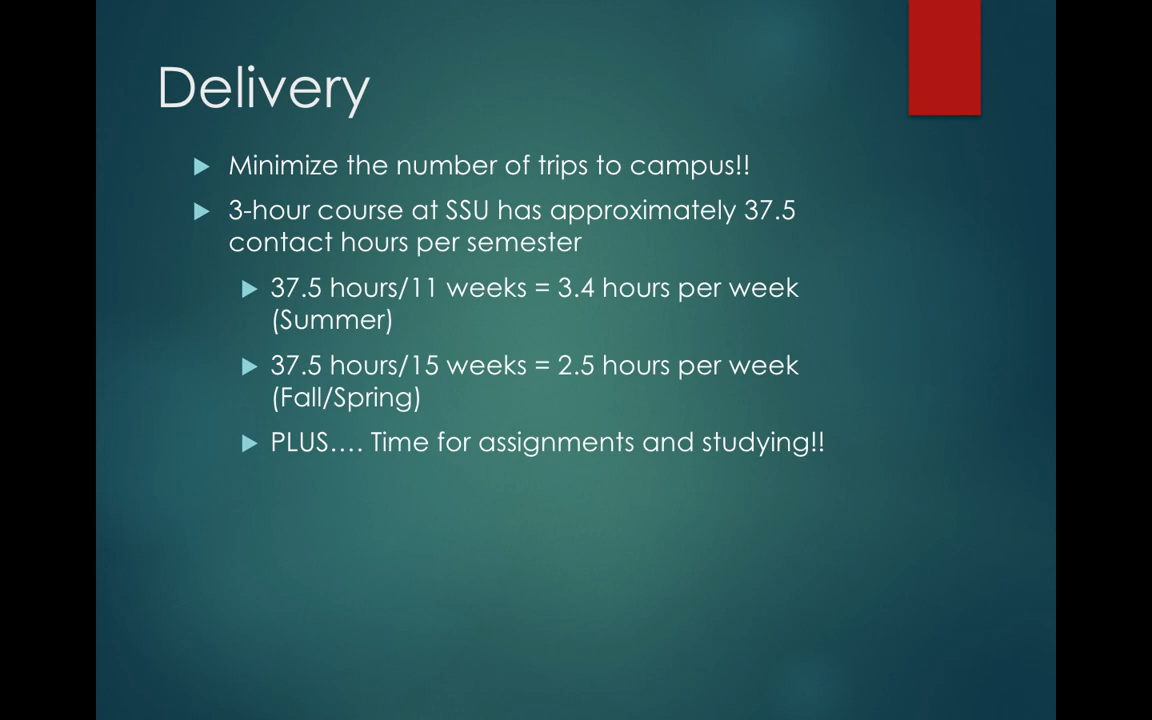 Delivery
Minimize the number of trips to campus!!
3-hour course at SSU has approximately 37.5
contact hours per semester
37.5 hours/11 weeks = 3.4 hours per week
(Summer)
37.5 hours/15 weeks = 2.5 hours per week
(Fall/Spring)
PLUS.... Time for assignments and studying!!